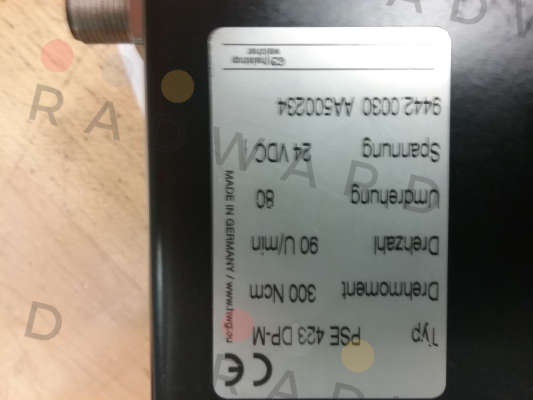 CE
Typ PSE 423 DP-M
Drehmoment 300 Ncm
Drehzahl 90 U/min
Umdrehung 80
Spannung 24 VDC
9442.0030 AA500234
halstrup
walcher
MADE IN GERMANY / www.hwg.eu
RADWARD
D RADWARD